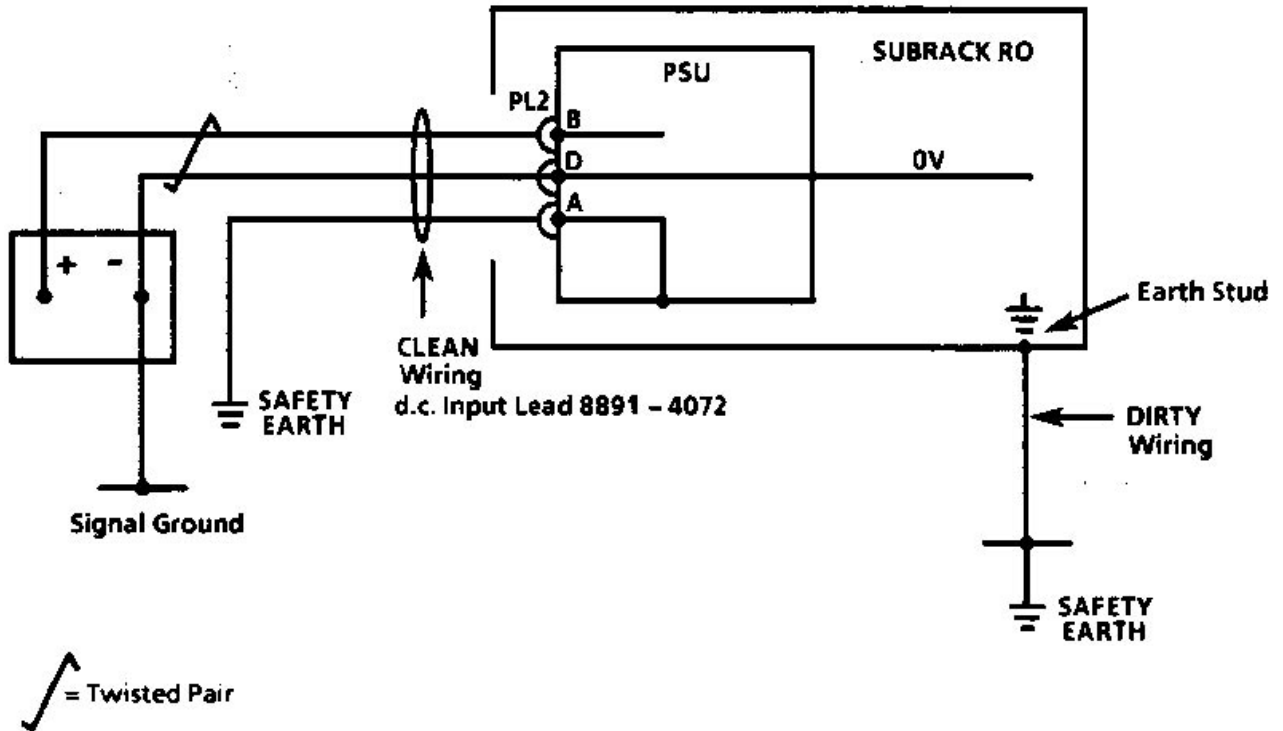 SUBRACK RO
PSU
PL2
B
D
0V
A
+ -
Earth Stud
CLEAN
Wiring
d.c. Input Lead 8891 – 4072
SAFETY
EARTH
DIRTY
Wiring
Signal Ground
SAFETY
EARTH
= Twisted Pair